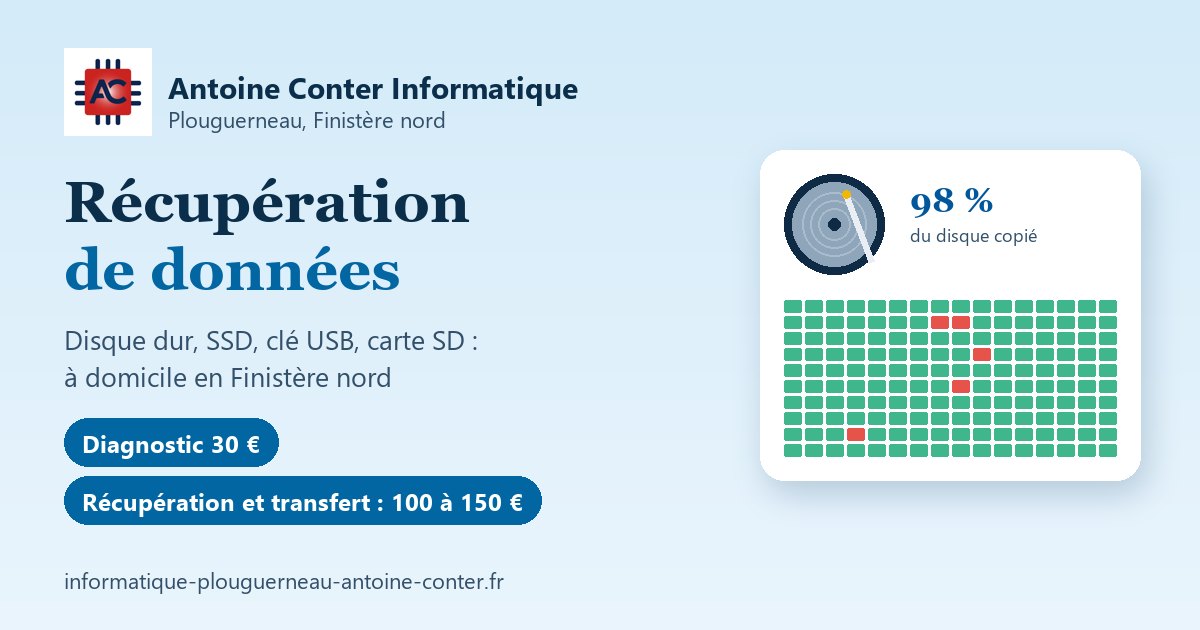 AC
Antoine Conter Informatique
Plouguerneau, Finistère nord
Récupération
de données
Disque dur, SSD, clé USB, carte SD :
à domicile en Finistère nord
Diagnostic 30 €
Récupération et transfert : 100 à 150 €
informatique-plouguerneau-antoine-conter.fr
98 %
du disque copié